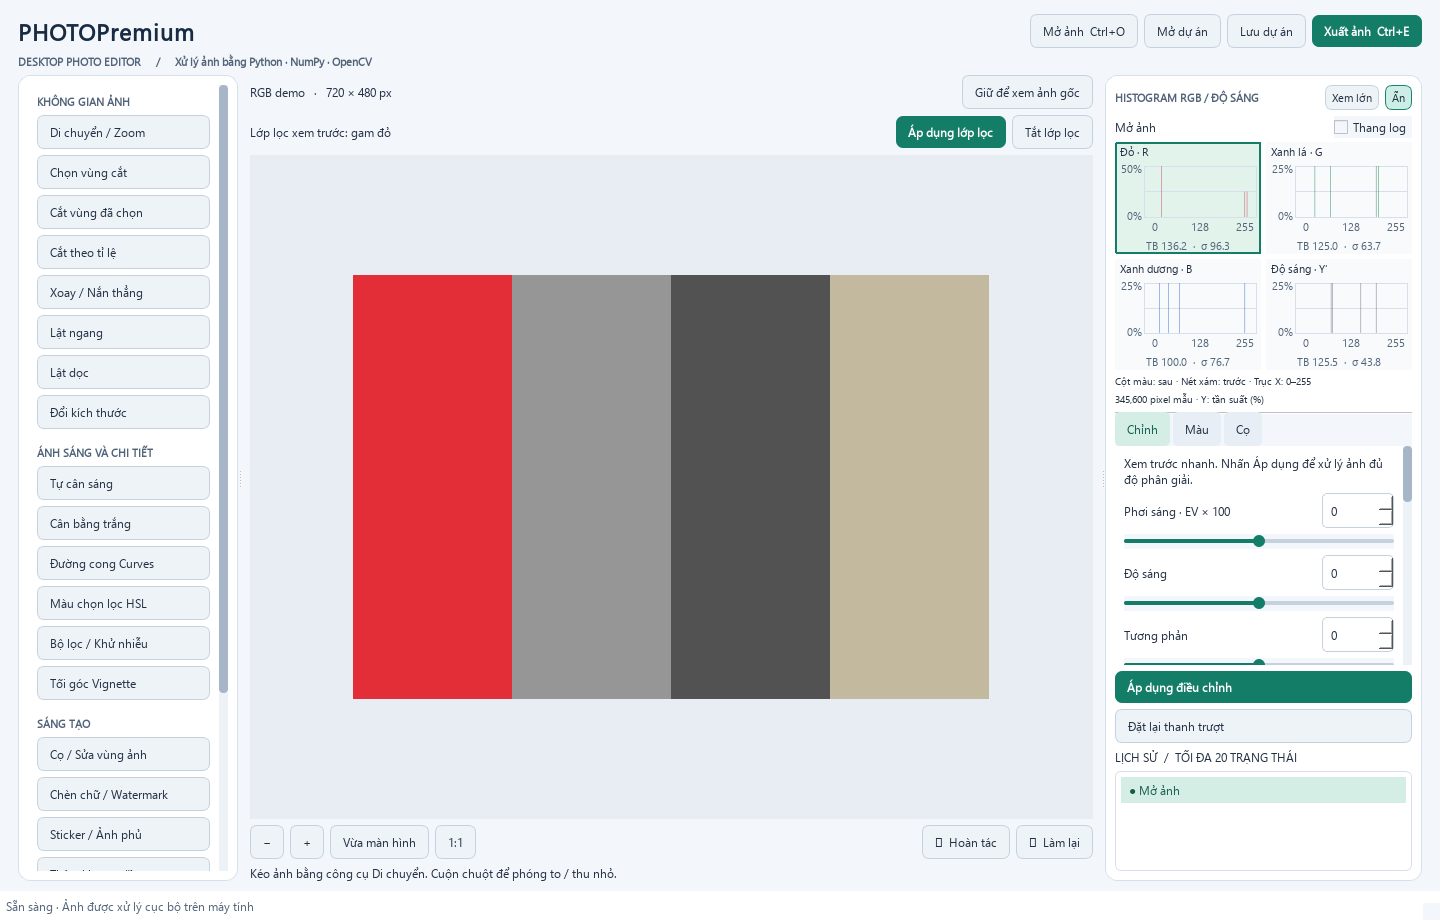 PHOTOPremium
Mở ảnh Ctrl+O
Mở dự án
Lưu dự án
Xuất ảnh Ctrl+E
DESKTOP PHOTO EDITOR / Xử lý ảnh bằng Python · NumPy · OpenCV
KHÔNG GIAN ẢNH
Di chuyển / Zoom
Chọn vùng cắt
Cắt vùng đã chọn
Cắt theo tỉ lệ
Xoay / Nắn thẳng
Lật ngang
Lật dọc
Đổi kích thước
ÁNH SÁNG VÀ CHI TIẾT
Tự cân sáng
Cân bằng trắng
Đường cong Curves
Màu chọn lọc HSL
Bộ lọc / Khử nhiễu
Tối góc Vignette
SÁNG TẠO
Cọ / Sửa vùng ảnh
Chèn chữ / Watermark
Sticker / Ảnh phủ
RGB demo · 720 × 480 px
Giữ để xem ảnh gốc
Lớp lọc xem trước: gam đỏ
Áp dụng lớp lọc
Tắt lớp lọc
−
+
Vừa màn hình
1:1
Hoàn tác
Làm lại
Kéo ảnh bằng công cụ Di chuyển. Cuộn chuột để phóng to / thu nhỏ.
HISTOGRAM RGB / ĐỘ SÁNG
Xem lớn
Ẩn
Mở ảnh
Thang log
Đỏ · R
50%
0%
0 128 255
TB 136.2 · σ 96.3
Xanh lá · G
25%
0%
0 128 255
TB 125.0 · σ 63.7
Xanh dương · B
25%
0%
0 128 255
TB 100.0 · σ 76.7
Độ sáng · Y'
25%
0%
0 128 255
TB 125.5 · σ 43.8
Cột màu: sau · Nét xám: trước · Trục X: 0–255
345,600 pixel mẫu · Y: tần suất (%)
Chỉnh
Màu
Cọ
Xem trước nhanh. Nhấn Áp dụng để xử lý ảnh đủ
độ phân giải.
Phơi sáng · EV × 100
0
Độ sáng
0
Tương phản
0
Áp dụng điều chỉnh
Đặt lại thanh trượt
LỊCH SỬ / TỐI ĐA 20 TRẠNG THÁI
● Mở ảnh
Sẵn sàng · Ảnh được xử lý cục bộ trên máy tính